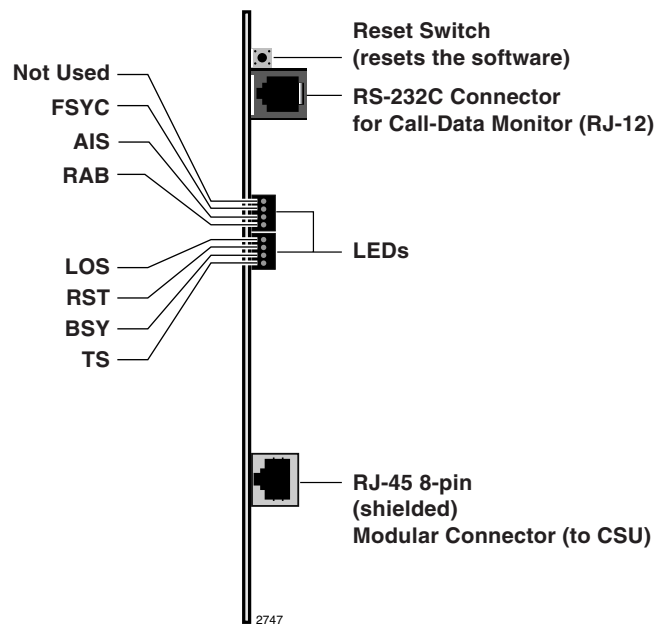 Reset Switch
(resets the software)
RS-232C Connector
for Call-Data Monitor (RJ-12)
Not Used
FSYC
AIS
RAB
LOS
RST
BSY
TS
LEDs
RJ-45 8-pin
(shielded)
Modular Connector (to CSU)
2747